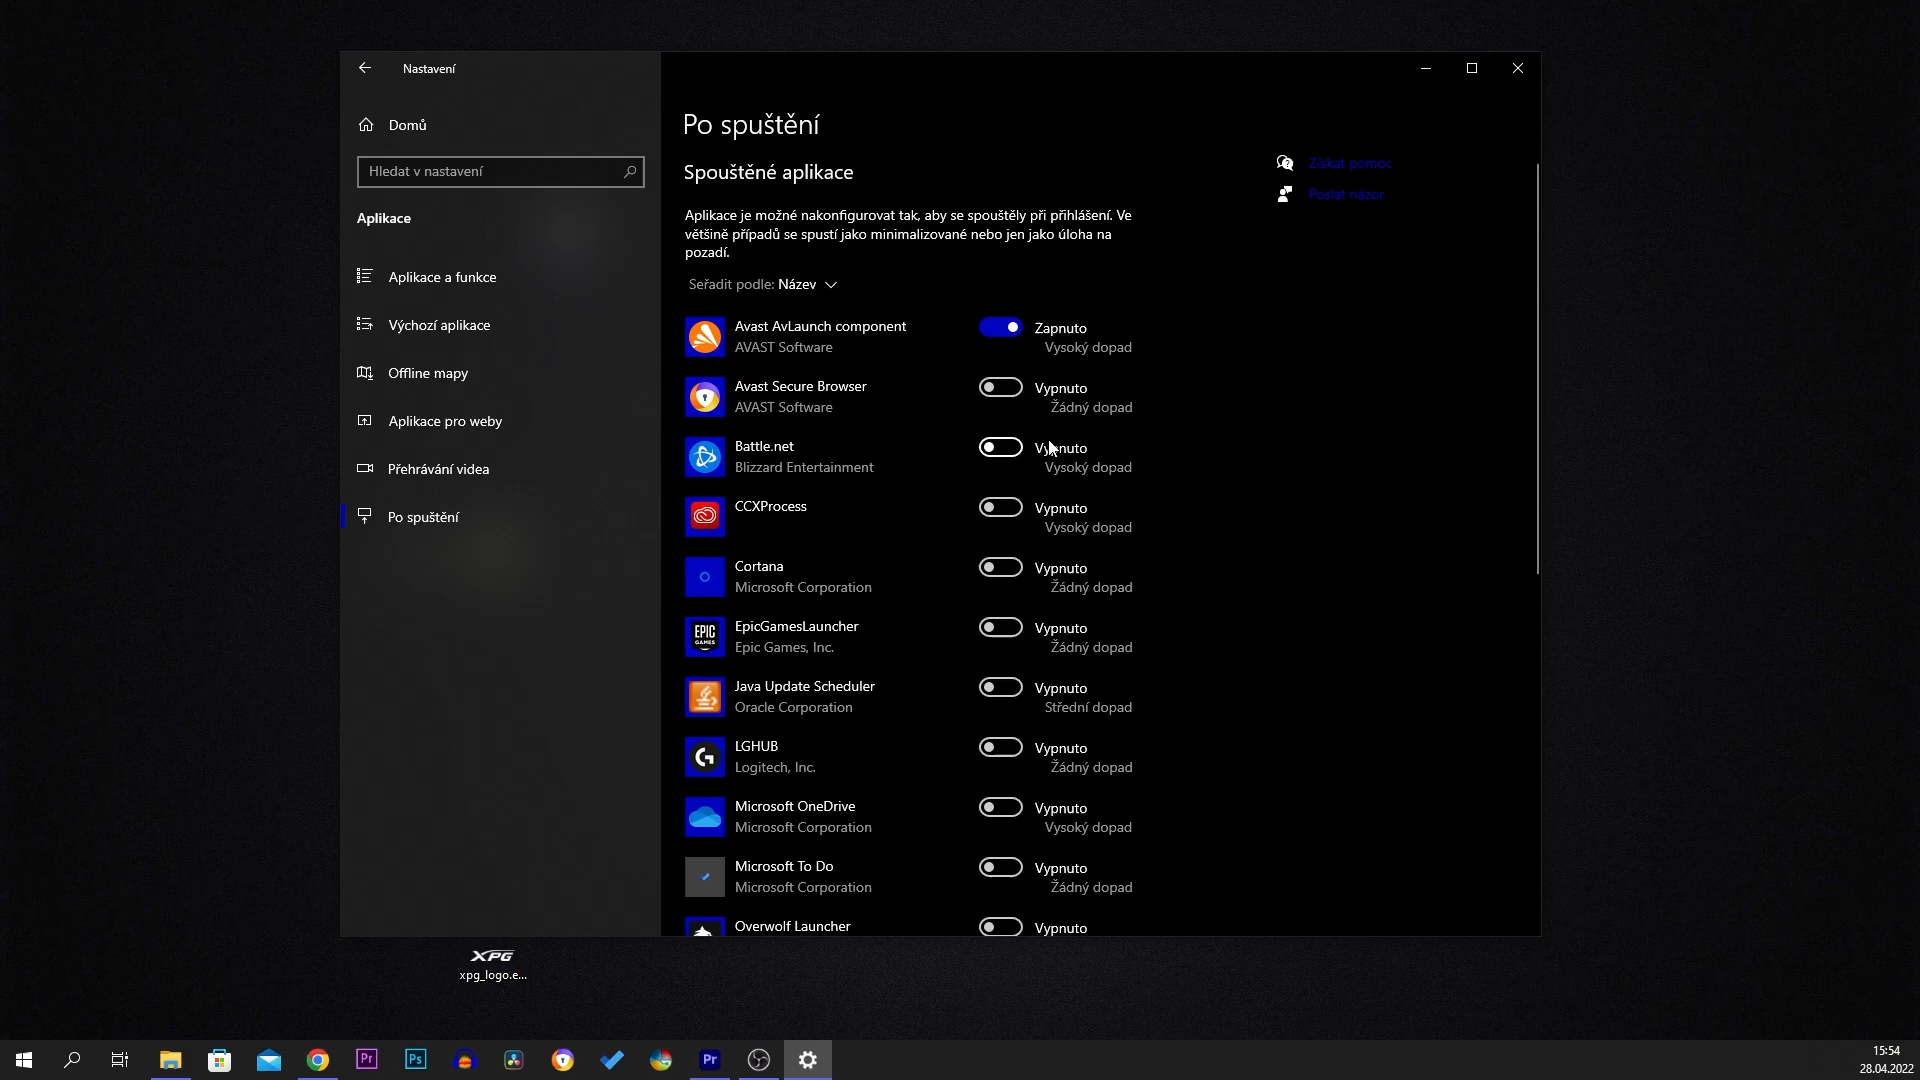 Nastavení
Domů
Hledat v nastavení
Aplikace
Aplikace a funkce
Výchozí aplikace
Offline mapy
Aplikace pro weby
Přehrávání videa
Po spuštění
Po spuštění
Spouštěné aplikace
Aplikace je možné nakonfigurovat tak, aby se spouštěly při přihlášení. Ve
většině případů se spustí jako minimalizované nebo jen jako úloha na
pozadí.
Seřadit podle: Název
Avast AvLaunch component
AVAST Software
Zapnuto
Vysoký dopad
Avast Secure Browser
AVAST Software
Vypnuto
Žádný dopad
Battle.net
Blizzard Entertainment
Vypnuto
Vysoký dopad
CCXProcess
Vypnuto
Vysoký dopad
Cortana
Microsoft Corporation
Vypnuto
Žádný dopad
EPIC
GAMES
EpicGamesLauncher
Epic Games, Inc.
Vypnuto
Žádný dopad
Java Update Scheduler
Oracle Corporation
Vypnuto
Střední dopad
LGHUB
Logitech, Inc.
Vypnuto
Žádný dopad
Microsoft OneDrive
Microsoft Corporation
Vypnuto
Vysoký dopad
Microsoft To Do
Microsoft Corporation
Vypnuto
Žádný dopad
Overwolf Launcher
Vypnuto
Získat pomoc
Poslat názor
XPG
xpg_logo.e...
Pr
Ps
Pr
15:54
28.04.2022